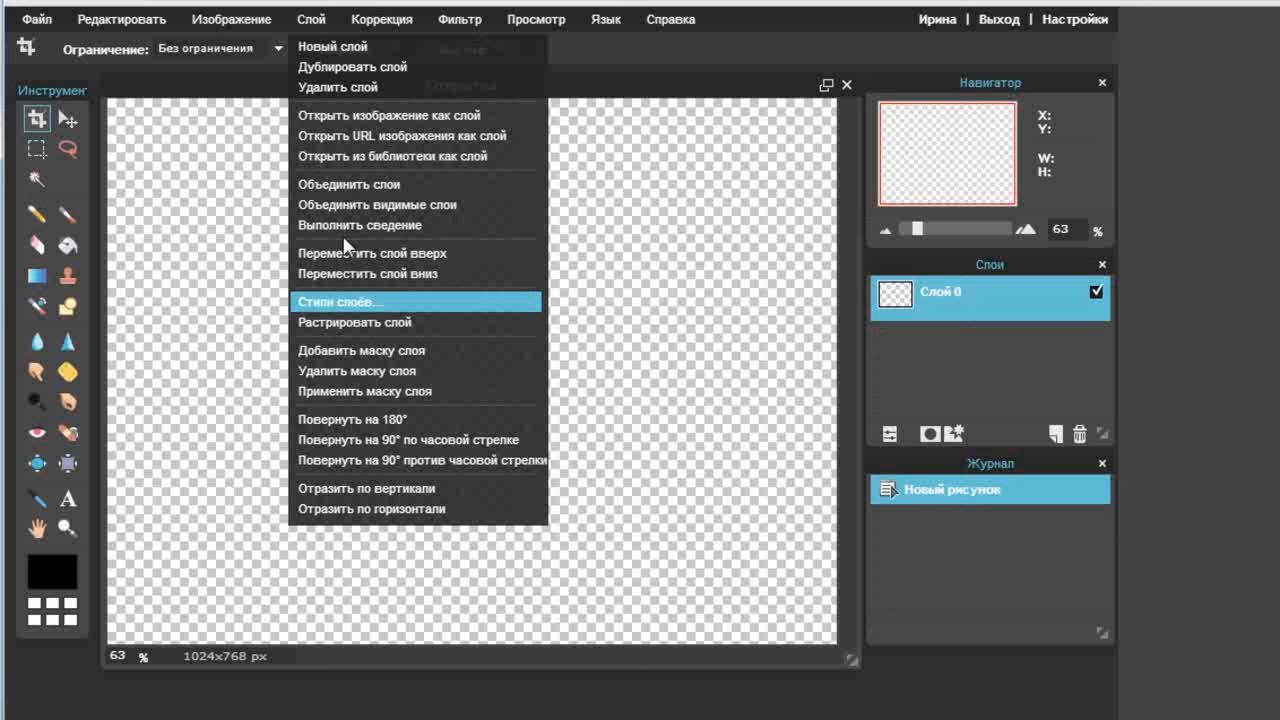 Файл Редактировать Изображение Слой Коррекция Фильтр Просмотр Язык Справка Ирина | Выход | Настройки
Ограничение: Без ограничения
Инструмент
Новый слой
Дублировать слой
Удалить слой
Открыть изображение как слой
Открыть URL изображения как слой
Открыть из библиотеки как слой
Объединить слои
Объединить видимые слои
Выполнить сведение
Переместить слой вверх
Переместить слой вниз
Стили слоёв...
Растрировать слой
Добавить маску слоя
Удалить маску слоя
Применить маску слоя
Повернуть на 180°
Повернуть на 90° по часовой стрелке
Повернуть на 90° против часовой стрелки
Отразить по вертикали
Отразить по горизонтали
63 % 1024x768 px
Навигатор
X:
Y:
W:
H:
63 %
Слои
Слой 0
Журнал
Новый рисунок